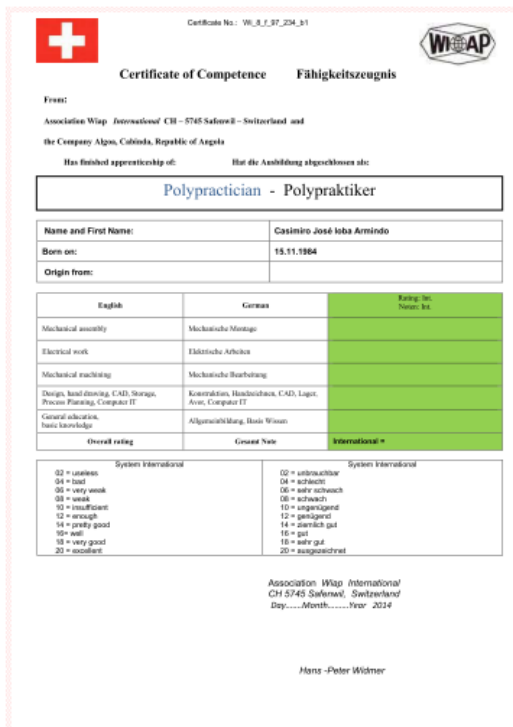 Certificate No.: WI_8_f_97_234_b1
WIAP
Certificate of Competence Fähigkeitszeugnis
From:
Association Wiap International CH – 5745 Safenwil – Switzerland and
the Company Algoa, Cabinda, Republic of Angola
Has finished apprenticeship of: Hat die Ausbildung abgeschlossen als:
Polypractician - Polypraktiker
Name and First Name: Casimiro José Ioba Armindo
Born on: 15.11.1984
Origin from:
English German Rating: Int.
Noten: Int.
Mechanical assembly Mechanische Montage
Electrical work Elektrische Arbeiten
Mechanical machining Mechanische Bearbeitung
Design, hand drawing, CAD, Storage, Konstruktion, Handzeichnen, CAD, Lager,
Process Planning, Computer IT Avor, Computer IT
General education, Allgemeinbildung, Basis Wissen
basic knowledge
Overall rating Gesamt Note International =
System International System International
02 = useless 02 = unbrauchbar
04 = bad 04 = schlecht
06 = very weak 06 = sehr schwach
08 = weak 08 = schwach
10 = insufficient 10 = ungenügend
12 = enough 12 = genügend
14 = pretty good 14 = ziemlich gut
16= well 16 = gut
18 = very good 18 = sehr gut
20 = excellent 20 = ausgezeichnet
Association Wiap International
CH 5745 Safenwil, Switzerland
Day......Month.........Year 2014
Hans -Peter Widmer